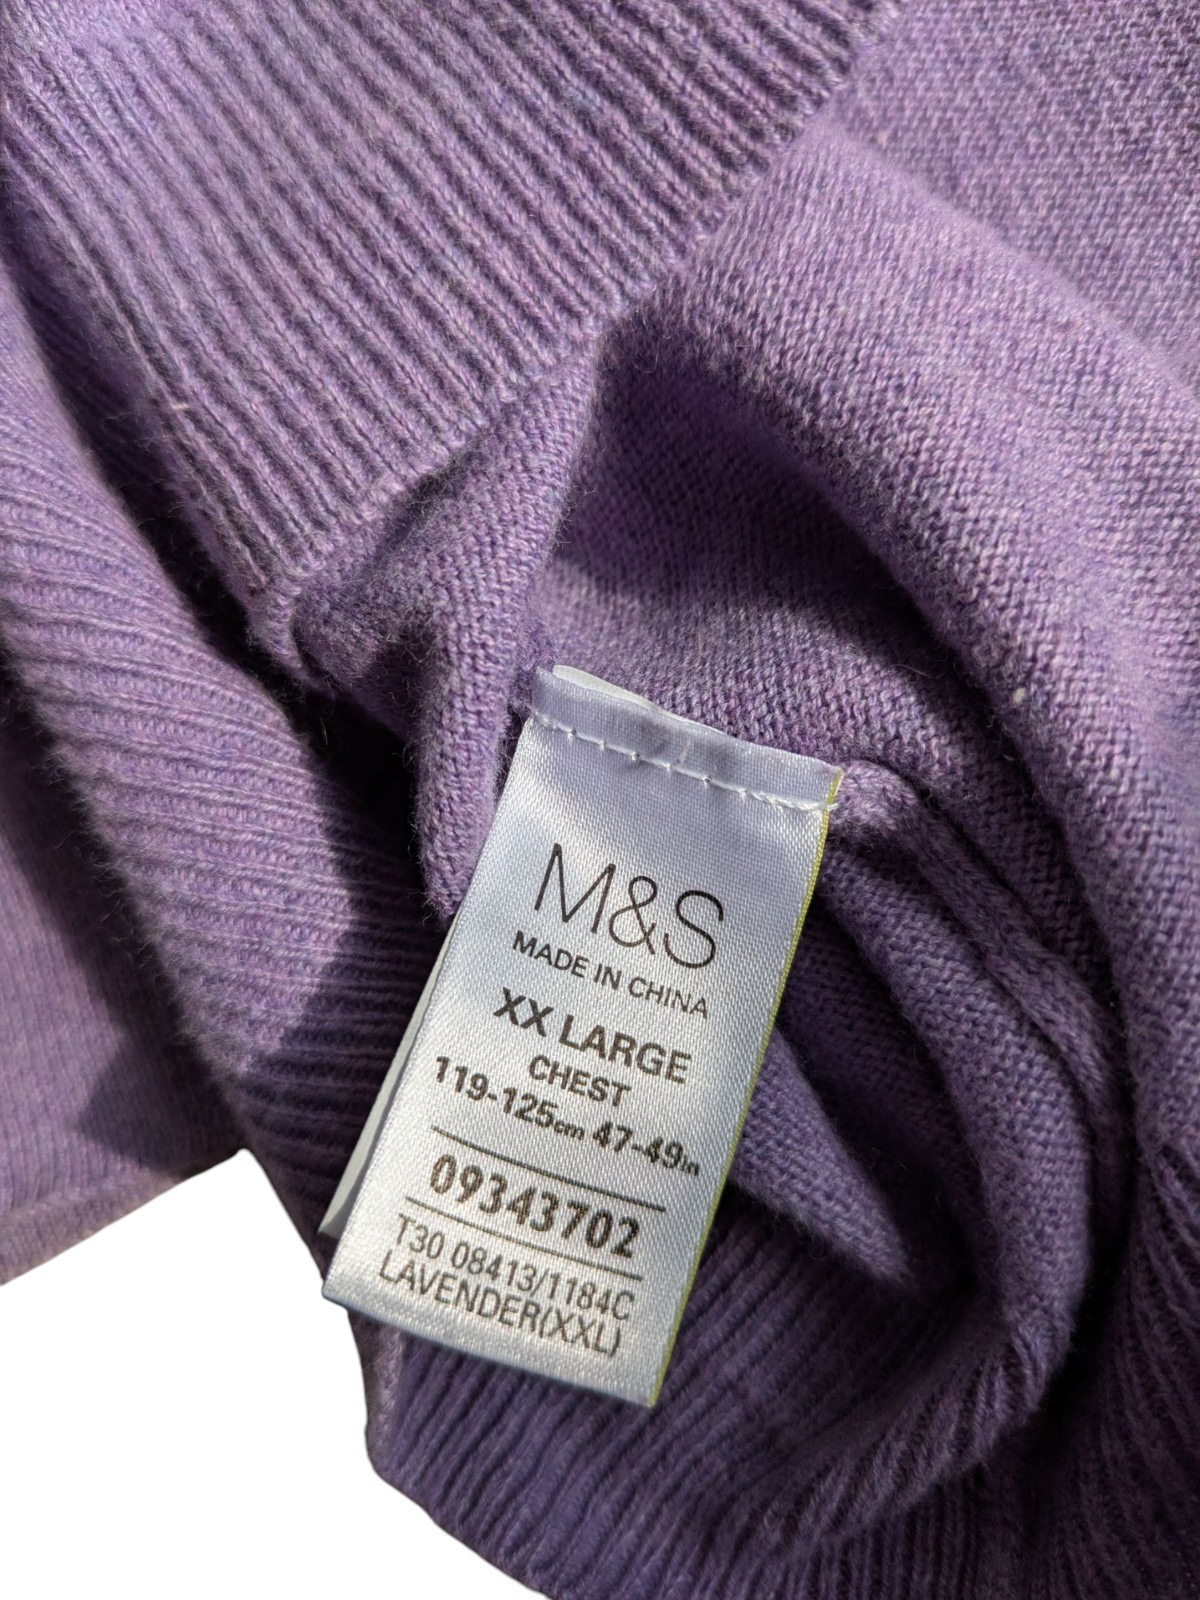 M&S
MADE IN CHINA
XX LARGE
CHEST
119-125cm 47-49in
09343702
T30 08413/1184C
LAVENDER(XXL)